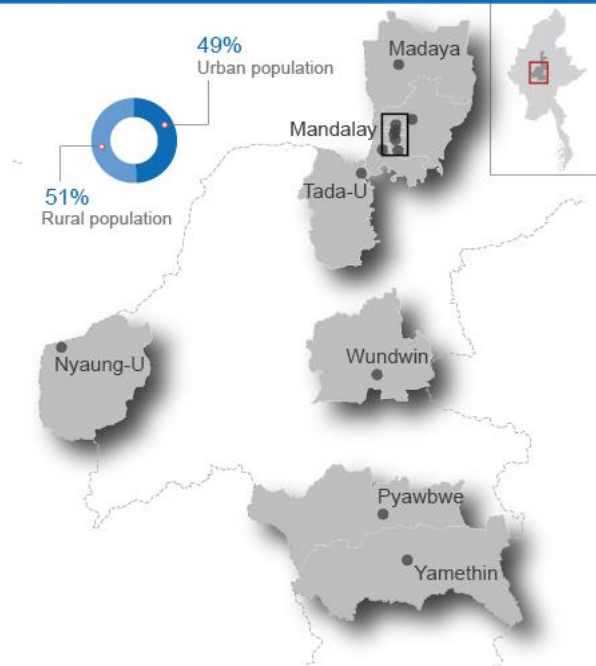 49%
Urban population
51%
Rural population
Madaya
Mandalay
Tada-U
Nyaung-U
Wundwin
Pyawbwe
Yamethin